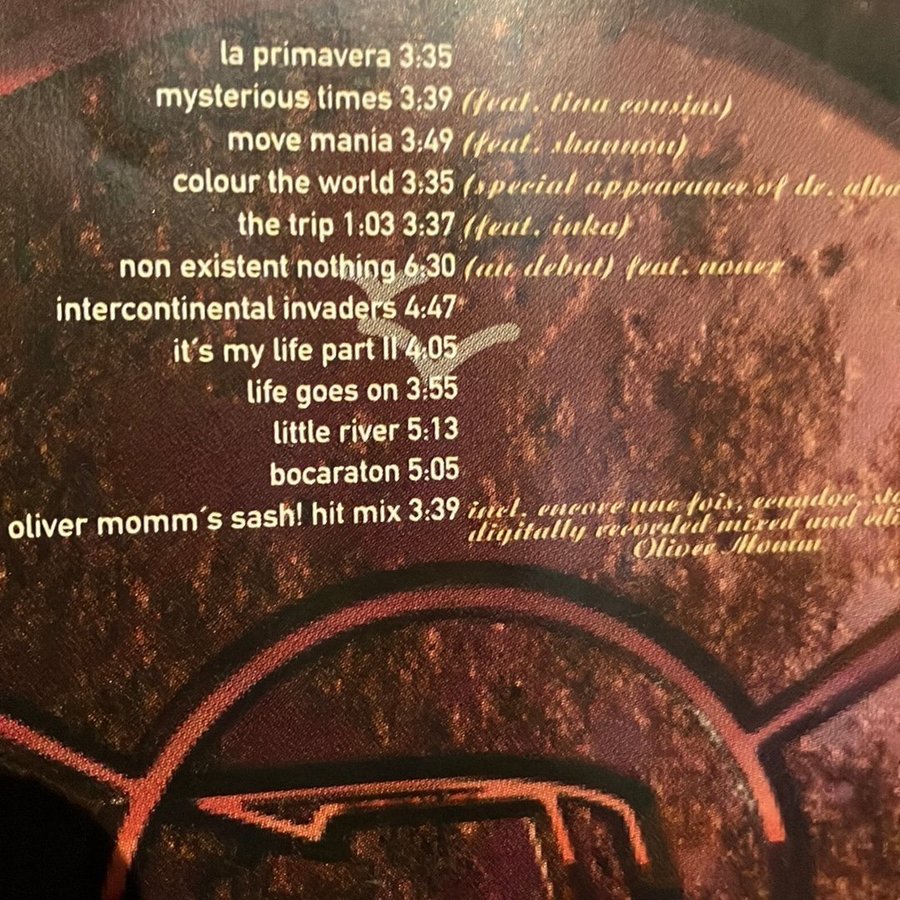 la primavera 3:35
mysterious times 3:39 (feat. tina cousins)
move mania 3:49 (feat. shannon)
colour the world 3:35 (special appearance of dr. alba
the trip 1:03 3:37 (feat. inka)
non existent nothing 6:30 (an debut) feat.
intercontinental invaders 4:47
it´s my life part II 4:05
life goes on 3:55
little river 5:13
bocaraton 5:05
oliver momm´s sash! hit mix 3:39 incl. encore une fois, ecuador, sta
digitally recorded mixed and edi
Oliver Momm